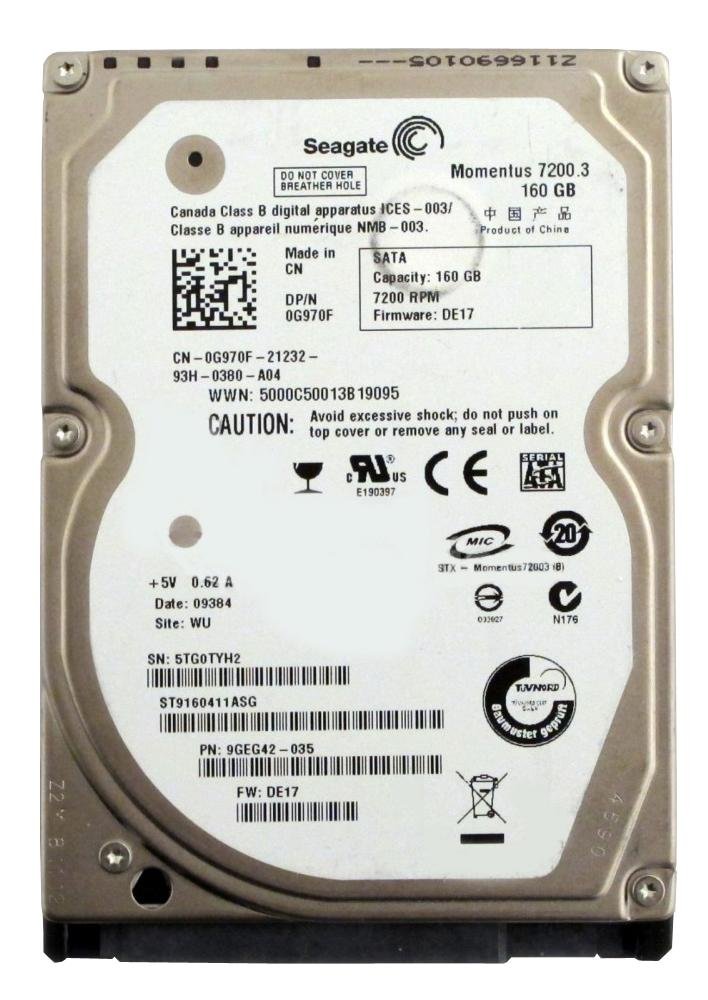 Z116690105---
Seagate
DO NOT COVER
BREATHER HOLE
Momentus 7200.3
160 GB
Canada Class B digital apparatus ICES-003/
Classe B appareil numérique NMB-003.
中国产品
Product of China
Made in
CN
DP/N
0G970F
SATA
Capacity: 160 GB
7200 RPM
Firmware: DE17
CN-0G970F-21232-
93H-0380-A04
WWN: 5000C50013B19095
CAUTION: Avoid excessive shock; do not push on
top cover or remove any seal or label.
c RU ® US
E190397
CE
SERIAL
ATA
MIC
20
STX - Momentus72003 (B)
N176
+5V 0.62 A
Date: 09384
Site: WU
SN: 5TG0TYH2
ST9160411ASG
PN: 9GEG42-035
FW: DE17
TÜV NORD
Baumuster geprüft